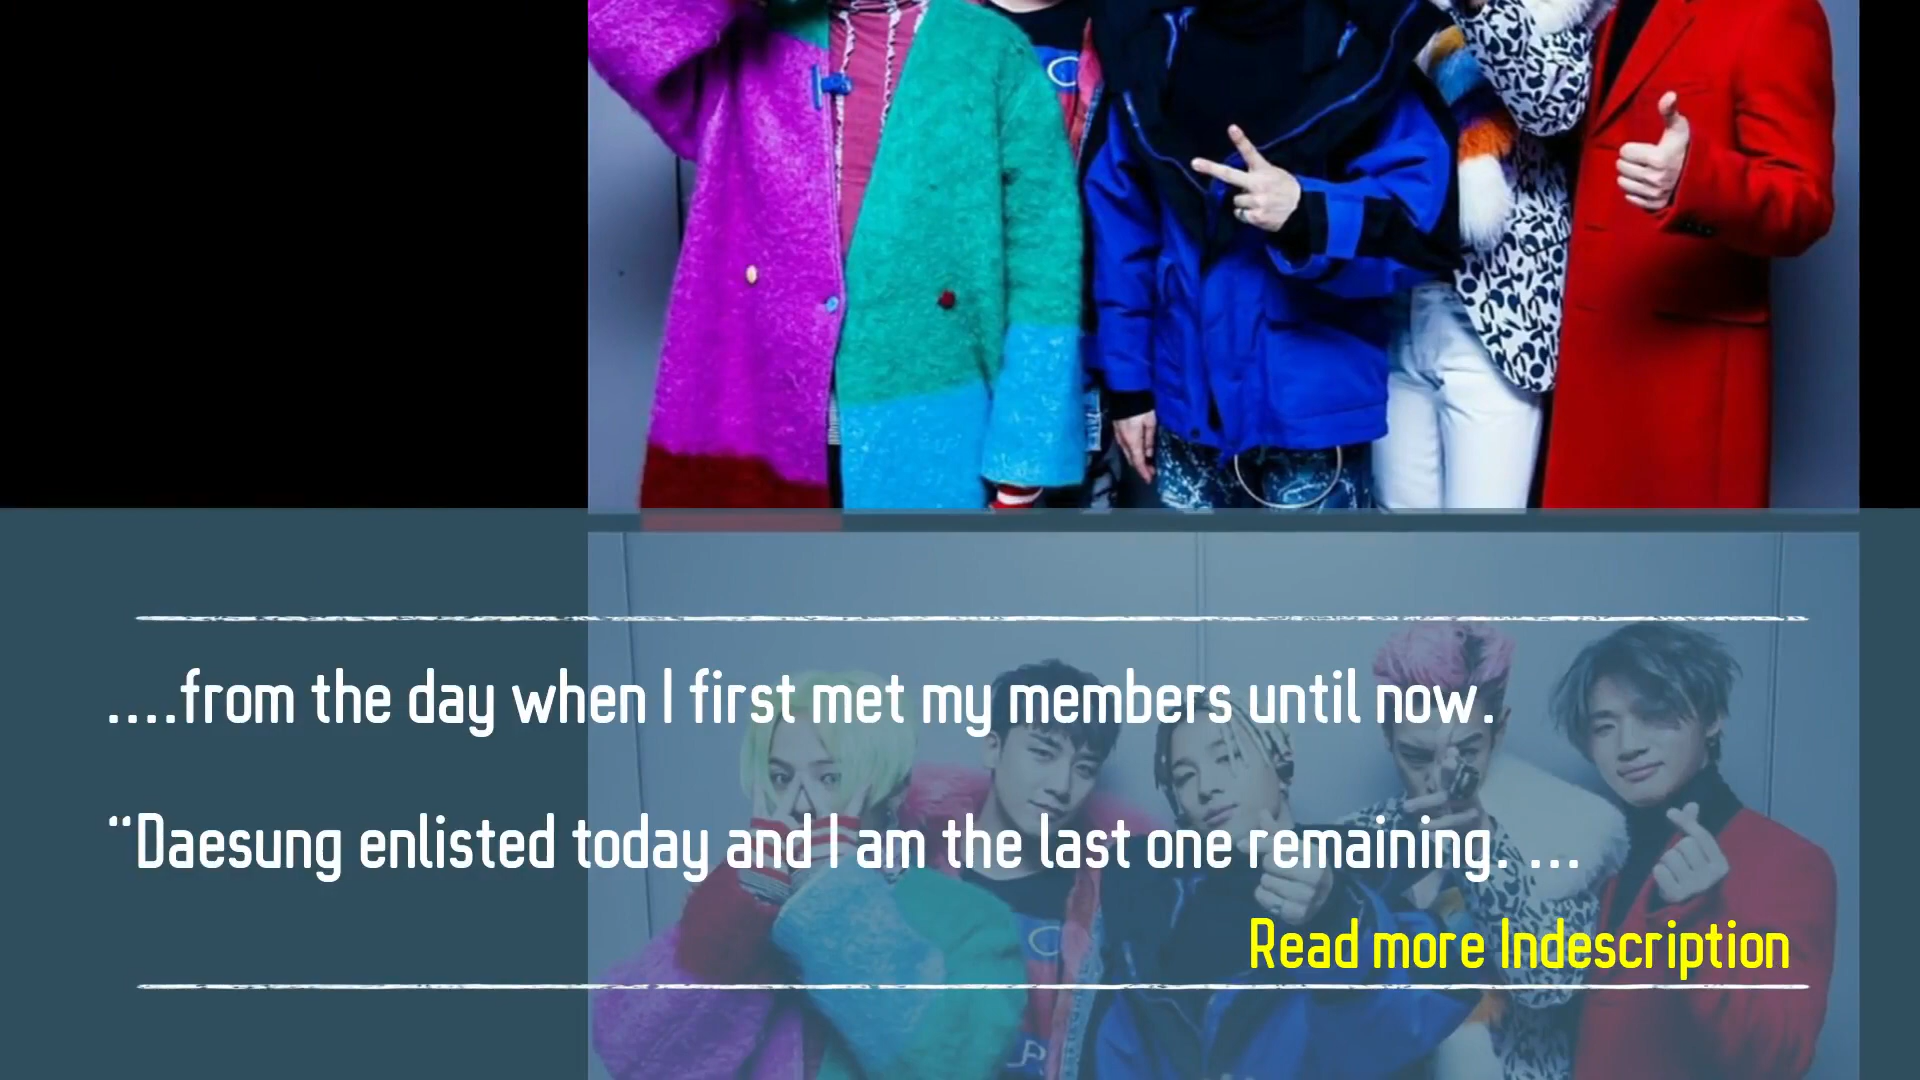 ....from the day when I first met my members until now.
¨Daesung enlisted today and I am the last one remaining. ...
Read more Indescription